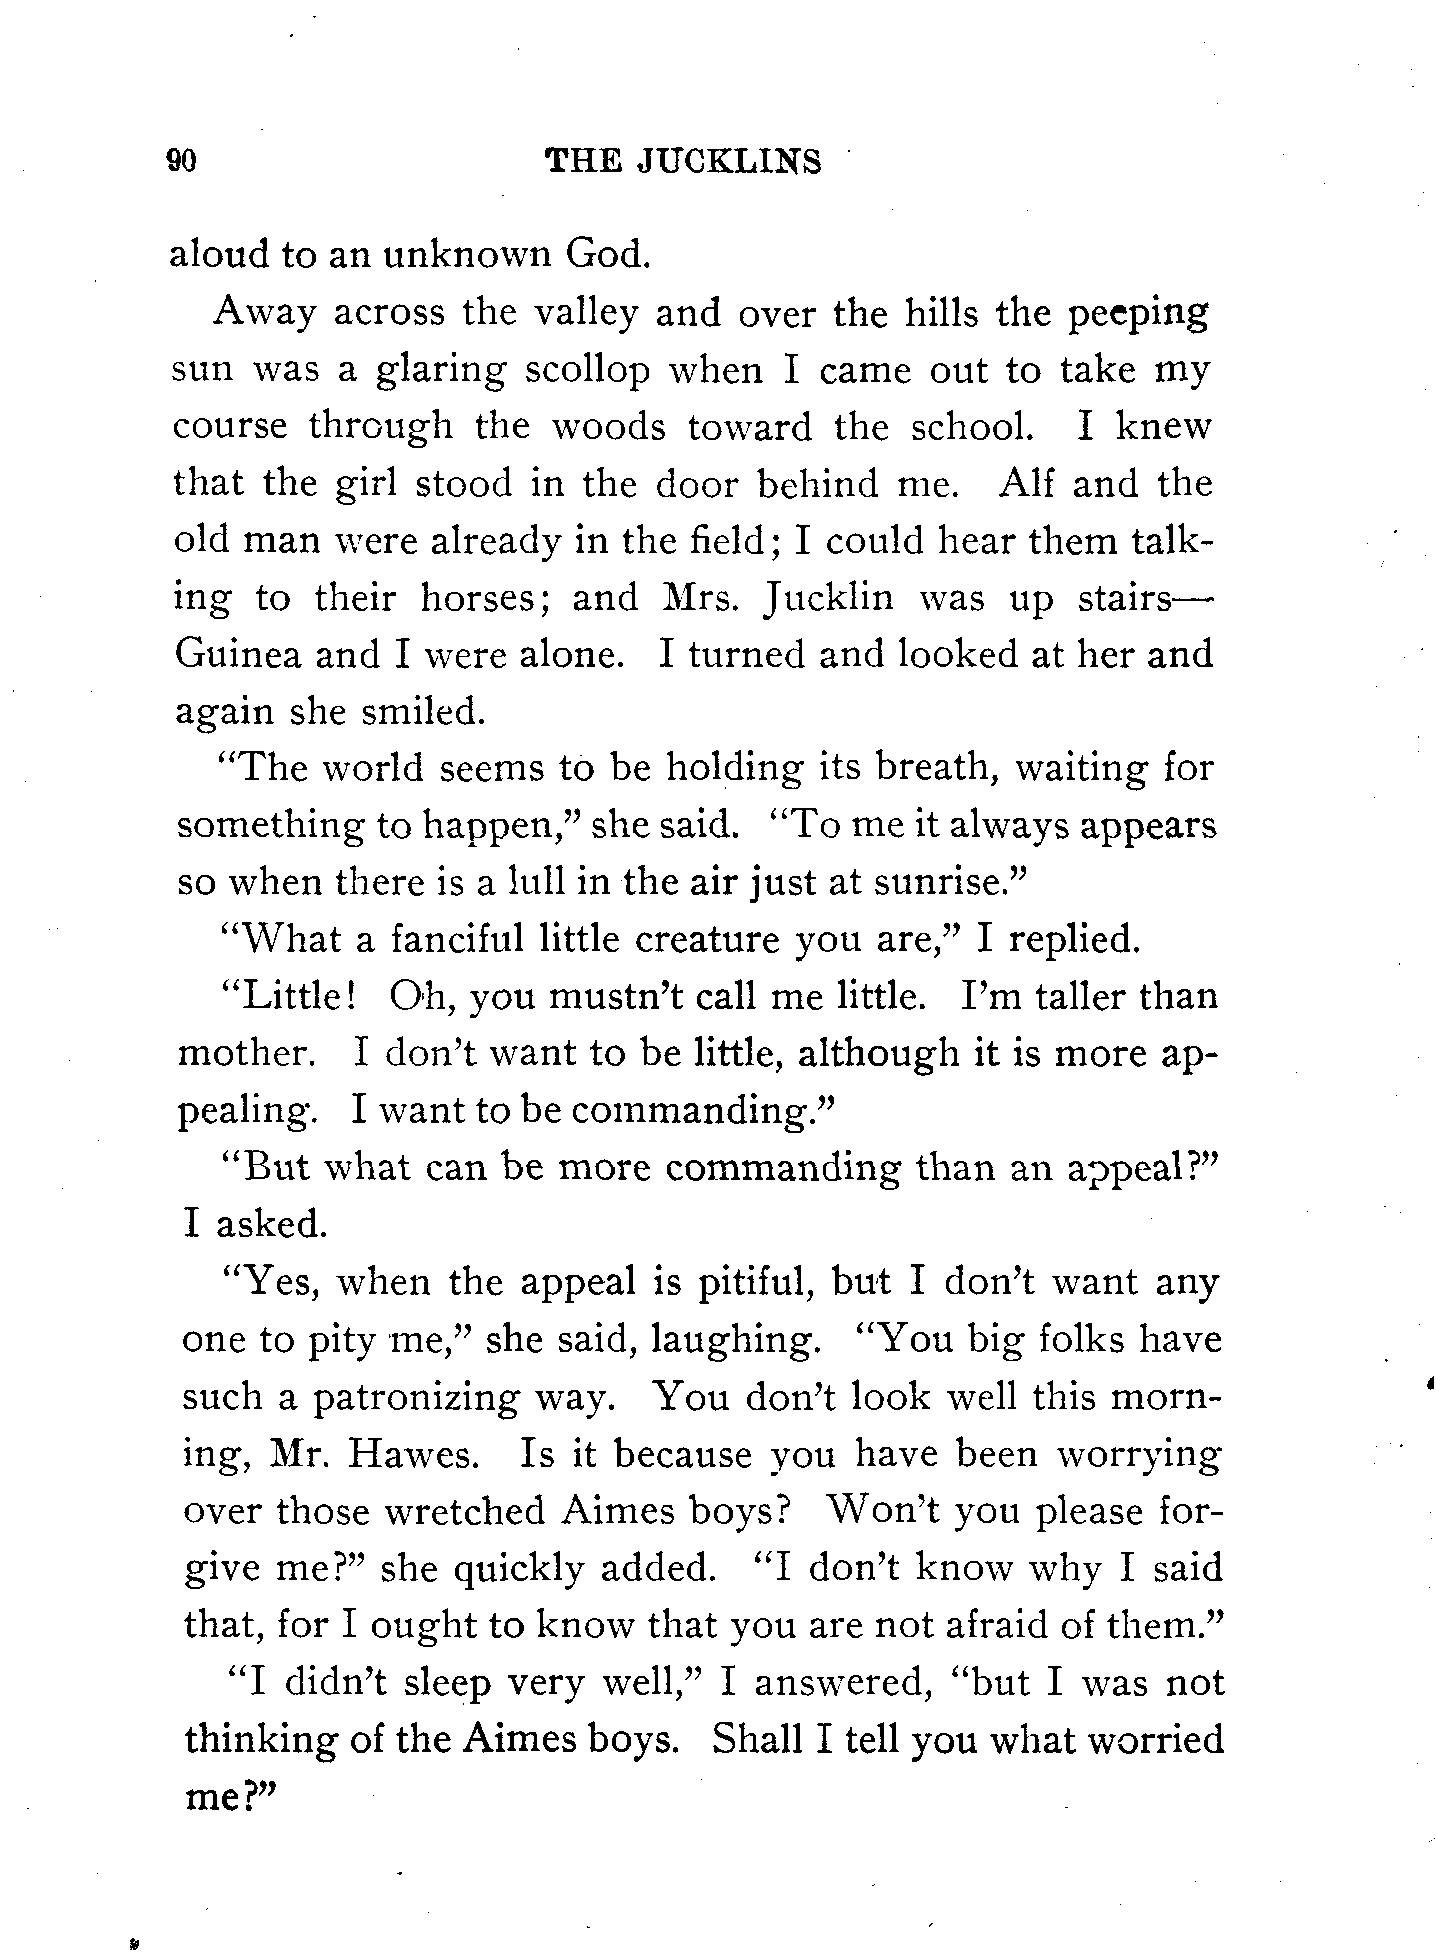 90 THE JUCKLINS
aloud to an unknown God.
Away across the valley and over the hills the peeping
sun was a glaring scollop when I came out to take my
course through the woods toward the school. I knew
that the girl stood in the door behind me. Alf and the
old man were already in the field; I could hear them talk-
ing to their horses; and Mrs. Jucklin was up stairs—
Guinea and I were alone. I turned and looked at her and
again she smiled.
“The world seems to be holding its breath, waiting for
something to happen,” she said. “To me it always appears
so when there is a lull in the air just at sunrise.”
“What a fanciful little creature you are,” I replied.
“Little! Oh, you mustn’t call me little. I’m taller than
mother. I don’t want to be little, although it is more ap-
pealing. I want to be commanding.”
“But what can be more commanding than an appeal?”
I asked.
“Yes, when the appeal is pitiful, but I don’t want any
one to pity me,” she said, laughing. “You big folks have
such a patronizing way. You don’t look well this morn-
ing, Mr. Hawes. Is it because you have been worrying
over those wretched Aimes boys? Won’t you please for-
give me?” she quickly added. “I don’t know why I said
that, for I ought to know that you are not afraid of them.”
“I didn’t sleep very well,” I answered, “but I was not
thinking of the Aimes boys. Shall I tell you what worried
me?”